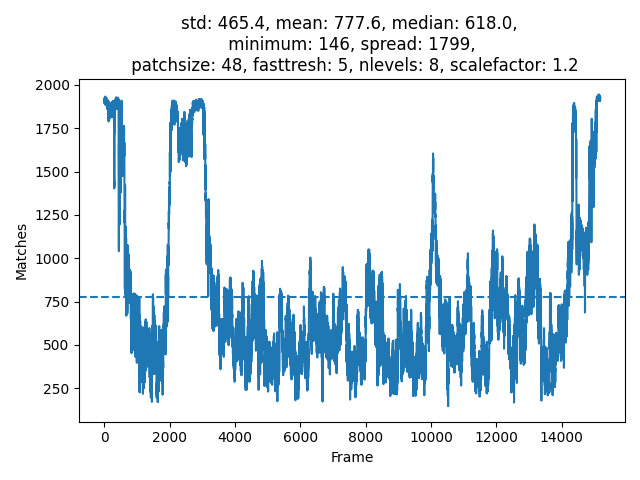 std: 465.4, mean: 777.6, median: 618.0,
minimum: 146, spread: 1799,
patchsize: 48, fasttresh: 5, nlevels: 8, scalefactor: 1.2
2000
1750
1500
1250
1000
750
500
250
Matches
0 2000 4000 6000 8000 10000 12000 14000
Frame